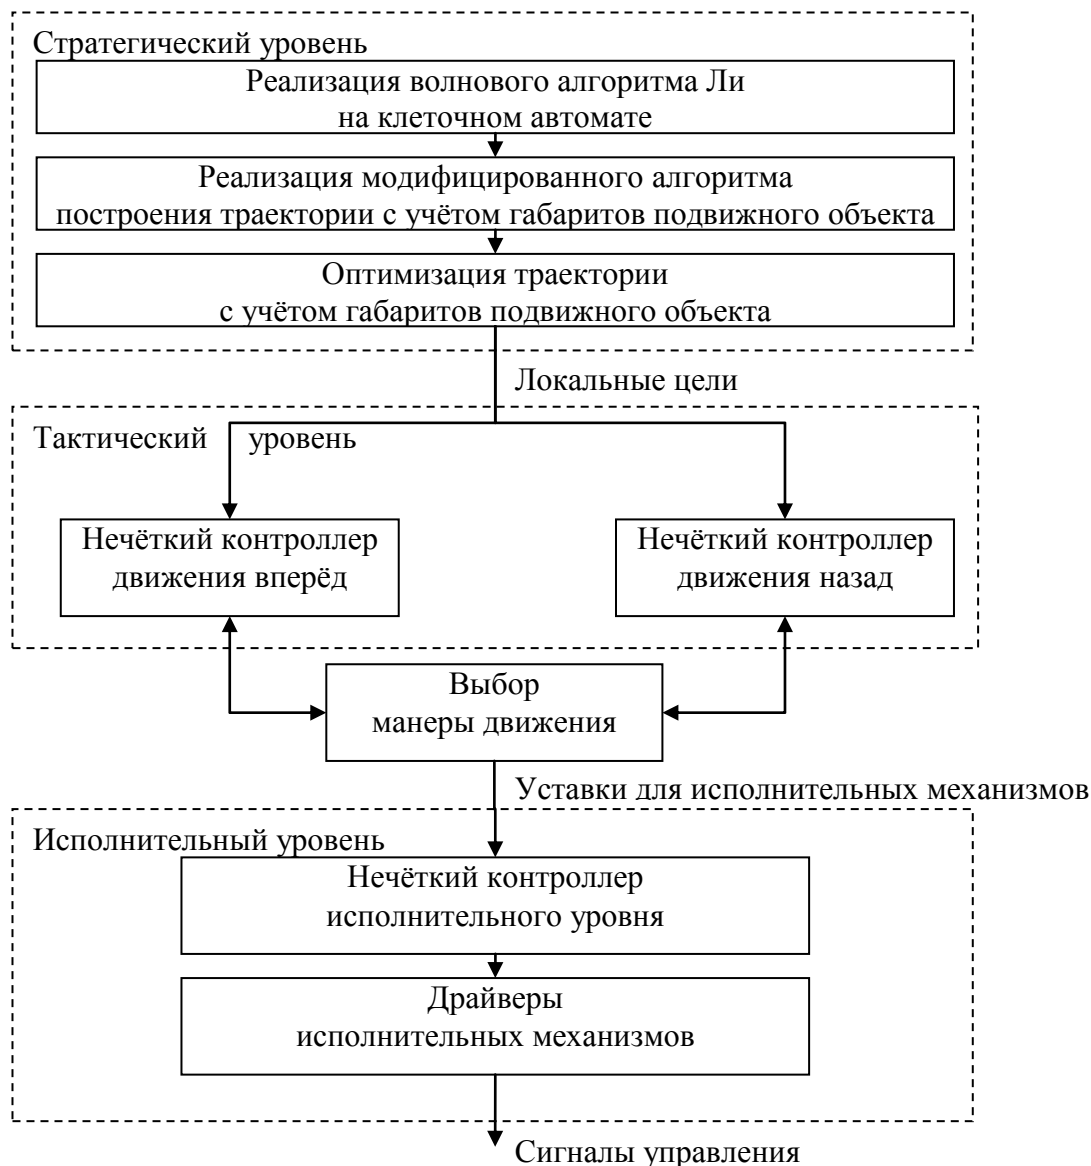 Стратегический уровень
Реализация волнового алгоритма Ли
на клеточном автомате
Реализация модифицированного алгоритма
построения траектории с учётом габаритов подвижного объекта
Оптимизация траектории
с учётом габаритов подвижного объекта
Локальные цели
Тактический уровень
Нечёткий контроллер
движения вперёд
Нечёткий контроллер
движения назад
Выбор
манеры движения
Уставки для исполнительных механизмов
Исполнительный уровень
Нечёткий контроллер
исполнительного уровня
Драйверы
исполнительных механизмов
Сигналы управления